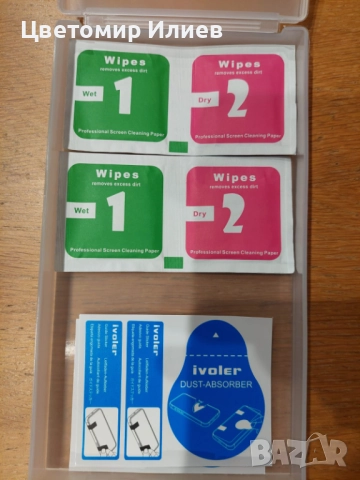 Цветомир Илиев
Wipes
removes excess dirt
Wet
1
Dry
2
Professional Screen Cleaning Paper
Wipes
removes excess dirt
Professional Screen Cleaning Paper
Wipes
removes excess dirt
Wet
1
Professional Screen Cleaning Paper
Wipes
removes excess dirt
Dry
2
Professional Screen Cleaning Paper
ivoler
ivoler
ivoler
DUST-ABSORBER
BAZAR